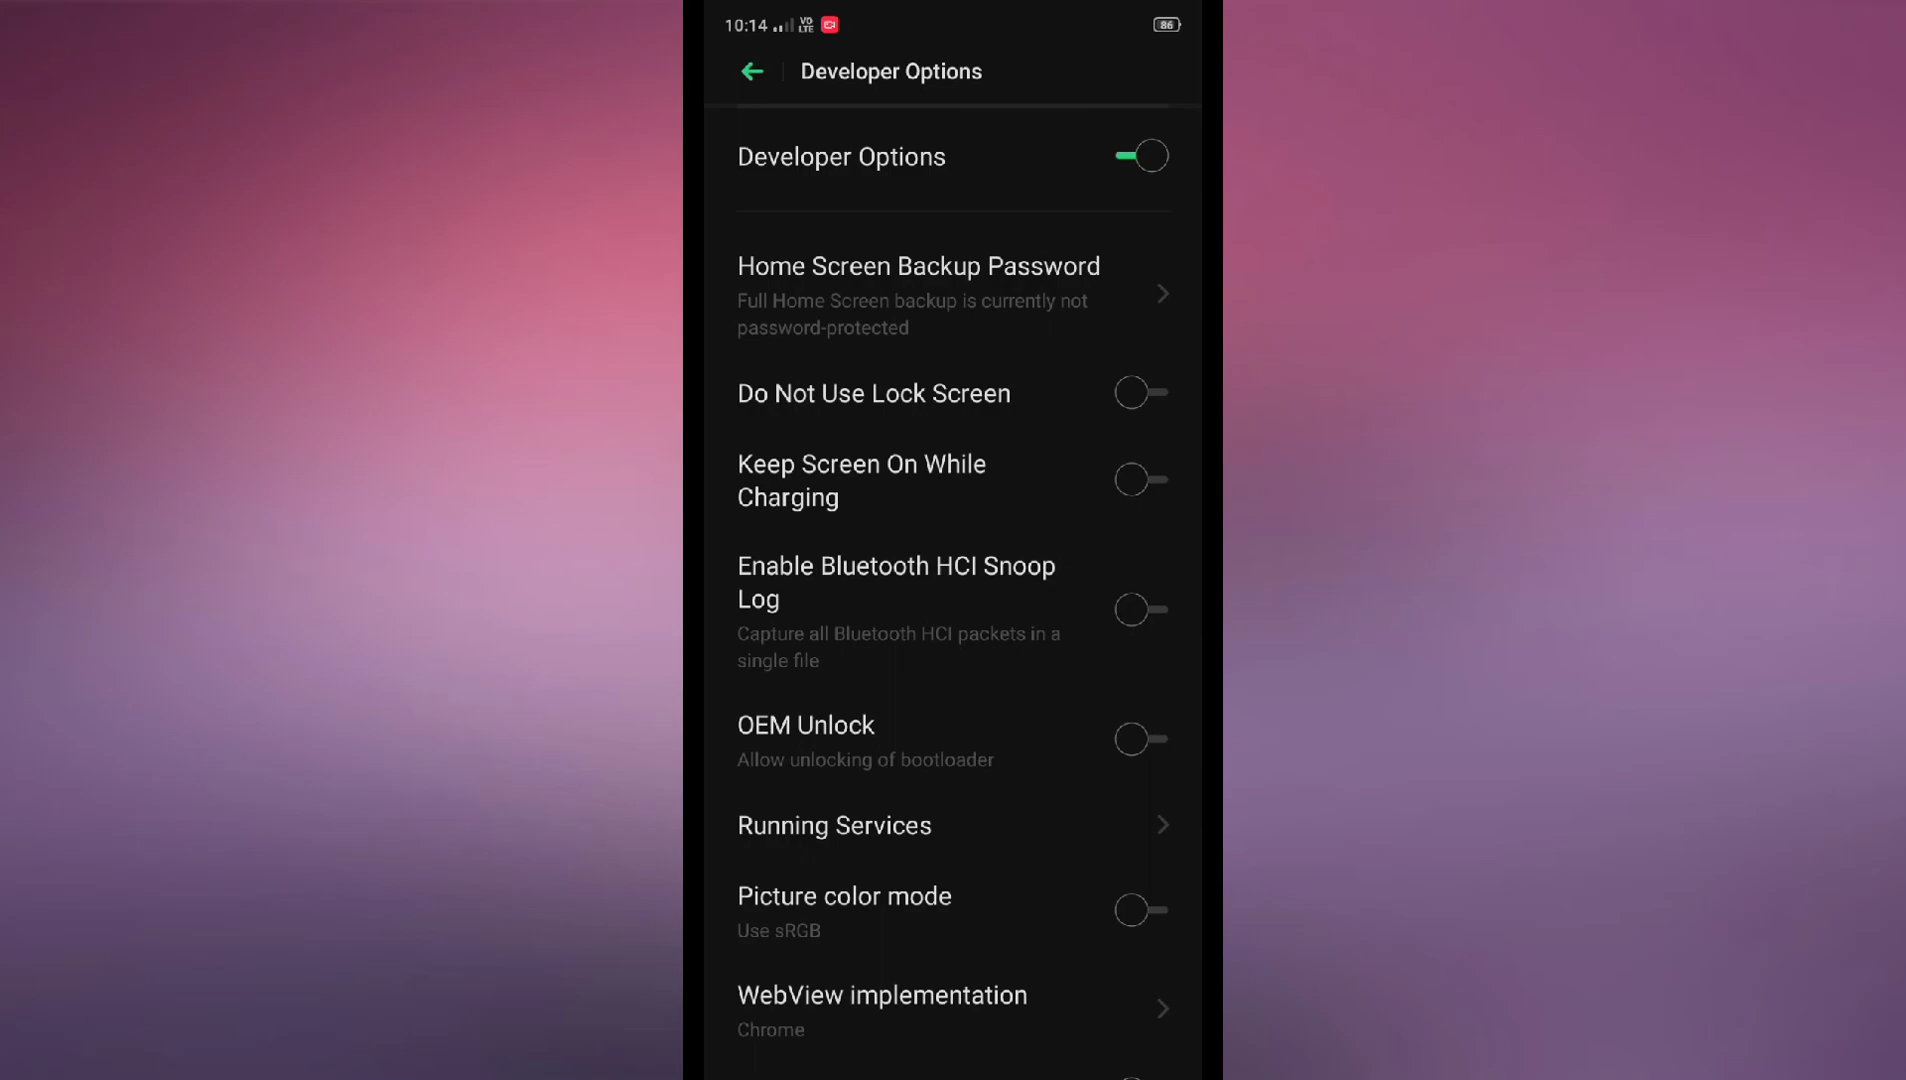 10:14 VO LTE 86
Developer Options
Developer Options
Home Screen Backup Password
Full Home Screen backup is currently not
password-protected
Do Not Use Lock Screen
Keep Screen On While
Charging
Enable Bluetooth HCI Snoop
Log
Capture all Bluetooth HCI packets in a
single file
OEM Unlock
Allow unlocking of bootloader
Running Services
Picture color mode
Use sRGB
WebView implementation
Chrome